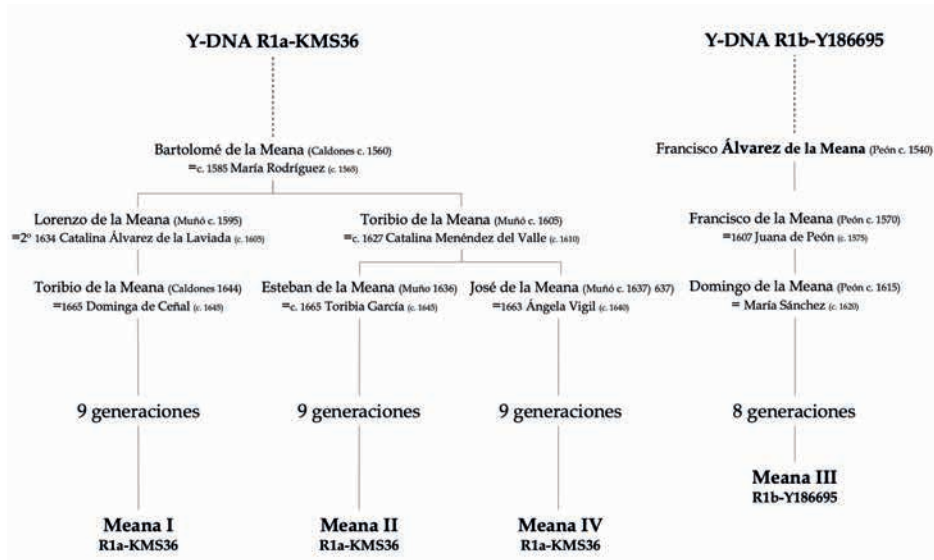 Y-DNA R1a-KMS36
Y-DNA R1b-Y186695
Bartolomé de la Meana (Caldones c. 1560)
=c. 1585 María Rodríguez (c. 1565)
Francisco Álvarez de la Meana (Peón c. 1540)
Lorenzo de la Meana (Muñó c. 1595)
=2º 1634 Catalina Álvarez de la Laviada (c. 1605)
Toribio de la Meana (Muñó c. 1605)
=c. 1627 Catalina Menéndez del Valle (c. 1610)
Francisco de la Meana (Peón c. 1570)
=1607 Juana de Peón (c. 1575)
Toribio de la Meana (Caldones 1644)
=1665 Dominga de Ceñal (c. 1645)
Esteban de la Meana (Muño 1636)
=c. 1665 Toribia García (c. 1645)
José de la Meana (Muñó c. 1637) 637)
=1663 Ángela Vigil (c. 1640)
Domingo de la Meana (Peón c. 1615)
= María Sánchez (c. 1620)
9 generaciones
9 generaciones
9 generaciones
8 generaciones
Meana III
R1b-Y186695
Meana I
R1a-KMS36
Meana II
R1a-KMS36
Meana IV
R1a-KMS36